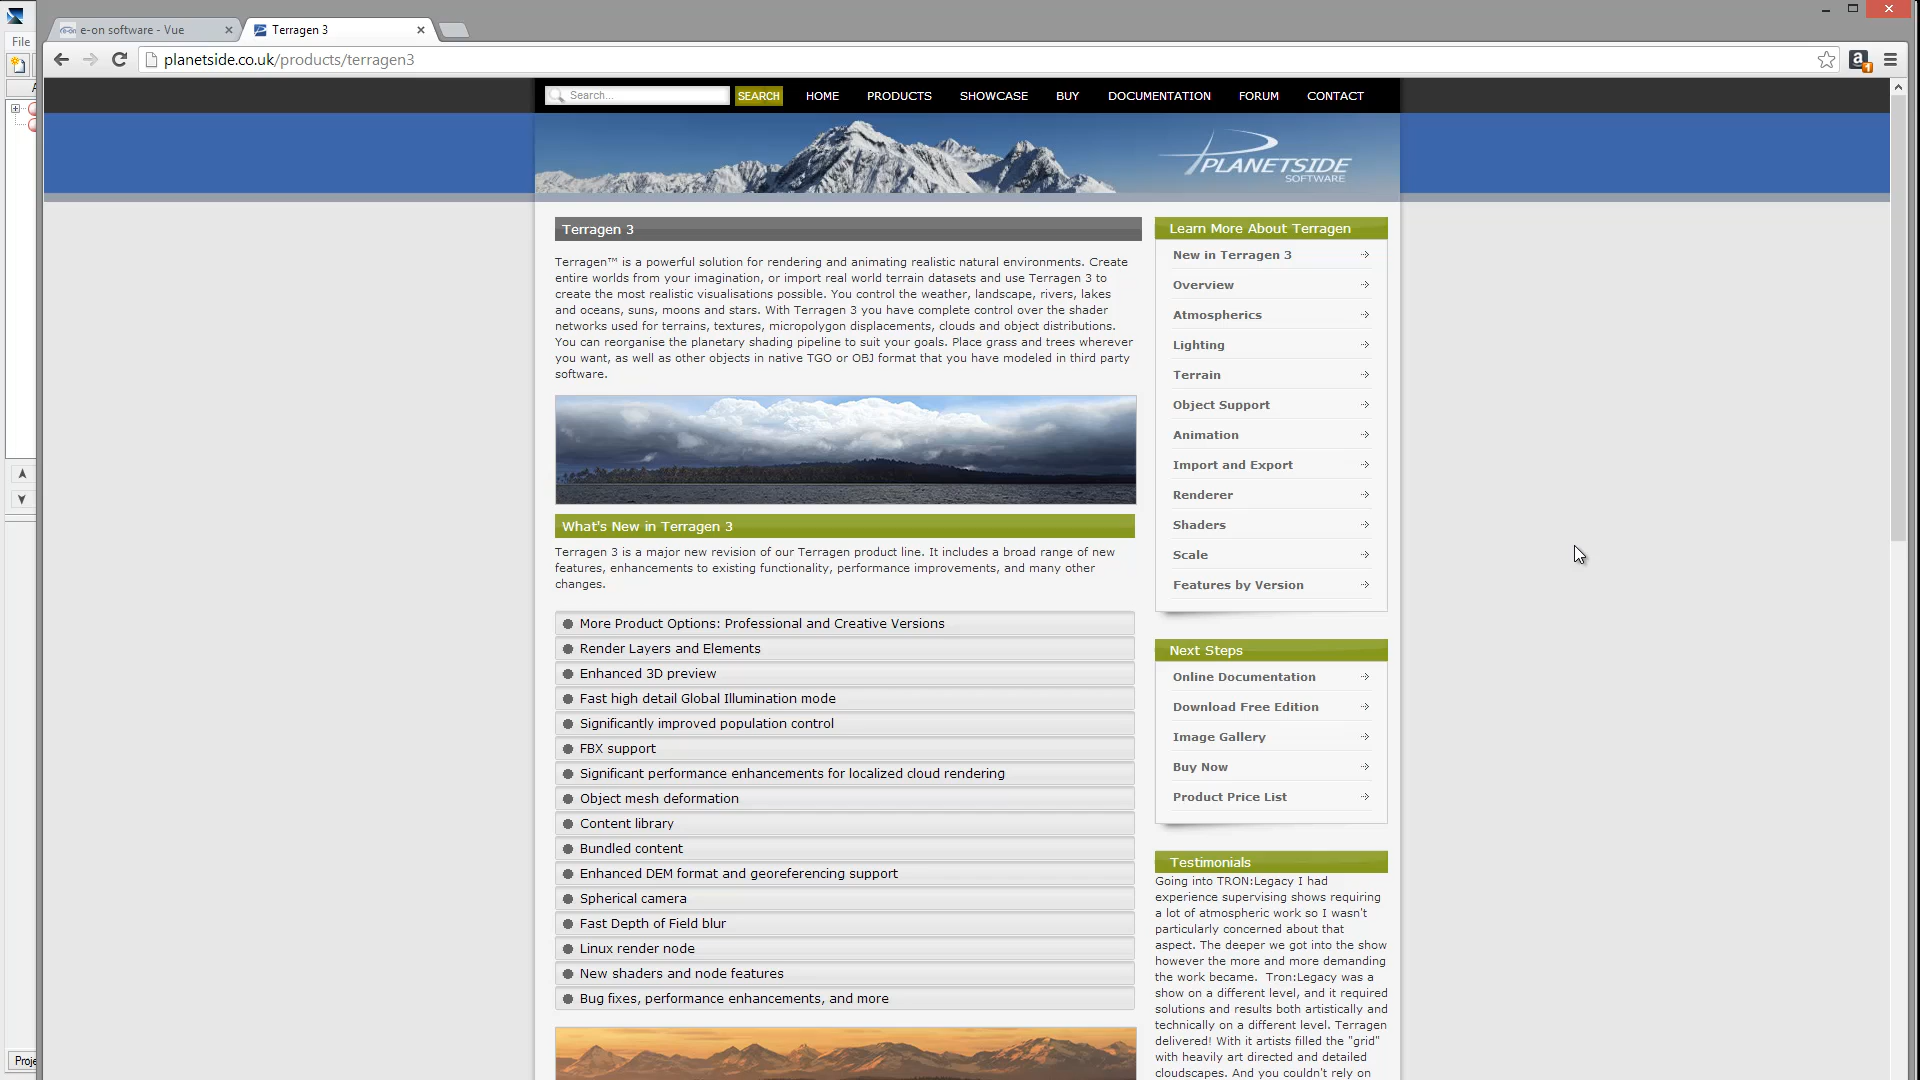 e-on software - Vue
Terragen 3
File
planetside.co.uk/products/terragen3
Search...
SEARCH
HOME
PRODUCTS
SHOWCASE
BUY
DOCUMENTATION
FORUM
CONTACT
PLANETSIDE
SOFTWARE
Terragen 3
Terragen™ is a powerful solution for rendering and animating realistic natural environments. Create
entire worlds from your imagination, or import real world terrain datasets and use Terragen 3 to
create the most realistic visualisations possible. You control the weather, landscape, rivers, lakes
and oceans, suns, moons and stars. With Terragen 3 you have complete control over the shader
networks used for terrains, textures, micropolygon displacements, clouds and object distributions.
You can reorganise the planetary shading pipeline to suit your goals. Place grass and trees wherever
you want, as well as other objects in native TGO or OBJ format that you have modeled in third party
software.
What's New in Terragen 3
Terragen 3 is a major new revision of our Terragen product line. It includes a broad range of new
features, enhancements to existing functionality, performance improvements, and many other
changes.
More Product Options: Professional and Creative Versions
Render Layers and Elements
Enhanced 3D preview
Fast high detail Global Illumination mode
Significantly improved population control
FBX support
Significant performance enhancements for localized cloud rendering
Object mesh deformation
Content library
Bundled content
Enhanced DEM format and georeferencing support
Spherical camera
Fast Depth of Field blur
Linux render node
New shaders and node features
Bug fixes, performance enhancements, and more
Learn More About Terragen
New in Terragen 3
Overview
Atmospherics
Lighting
Terrain
Object Support
Animation
Import and Export
Renderer
Shaders
Scale
Features by Version
Next Steps
Online Documentation
Download Free Edition
Image Gallery
Buy Now
Product Price List
Testimonials
Going into TRON:Legacy I had
experience supervising shows requiring
a lot of atmospheric work so I wasn't
particularly concerned about that
aspect. The deeper we got into the show
however the more and more demanding
the work became.  Tron:Legacy was a
show on a different level, and it required
solutions and results both artistically and
technically on a different level. Terragen
delivered! With it artists filled the "grid"
with heavily art directed and detailed
cloudscapes. And you couldn't rely on
Proje